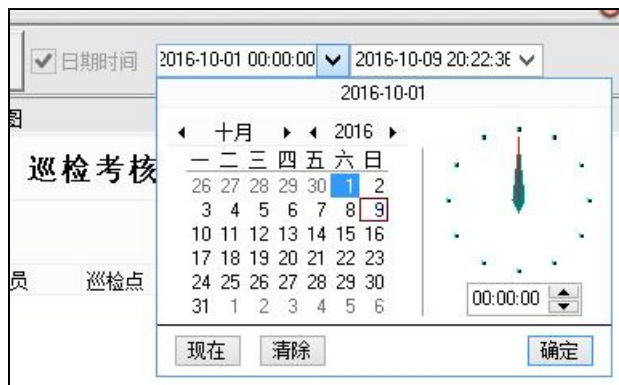 日期时间 2016-10-01 00:00:00 2016-10-09 20:22:36
2016-10-01
图
十月 2016
巡检考核
一 二 三 四 五 六 日
26 27 28 29 30 1 2
3 4 5 6 7 8 9
10 11 12 13 14 15 16
17 18 19 20 21 22 23
员 巡检点
24 25 26 27 28 29 30
00:00:00
31 1 2 3 4 5 6
现在 清除 确定